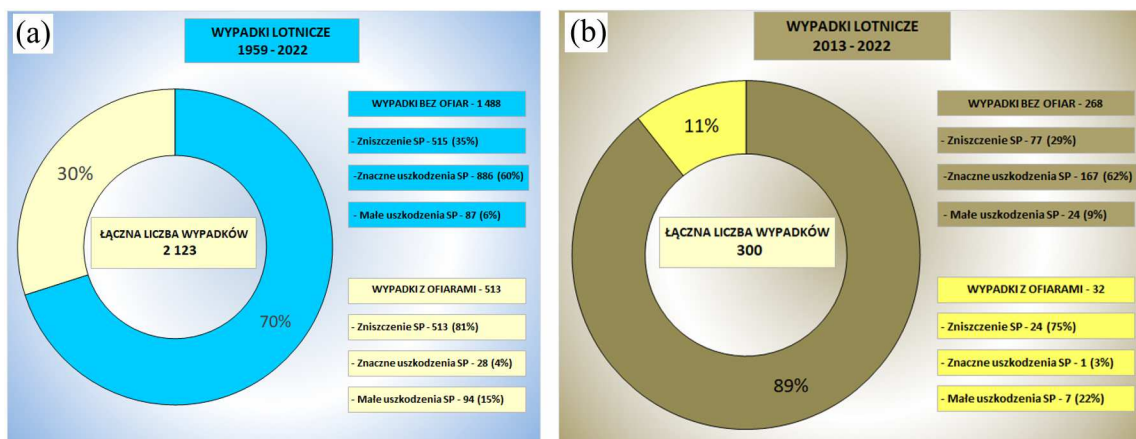 (a)
WYPADKI LOTNICZE
1959 - 2022
WYPADKI BEZ OFIAR - 1 488
- Zniszczenie SP - 515 (35%)
-Znaczne uszkodzenia SP - 886 (60%)
- Małe uszkodzenia SP - 87 (6%)
30%
ŁĄCZNA LICZBA WYPADKÓW
2 123
70%
WYPADKI Z OFIARAMI - 513
- Zniszczenie SP - 513 (81%)
- Znaczne uszkodzenia SP - 28 (4%)
- Małe uszkodzenia SP - 94 (15%)
(b)
WYPADKI LOTNICZE
2013 - 2022
WYPADKI BEZ OFIAR - 268
- Zniszczenie SP - 77 (29%)
-Znaczne uszkodzenia SP - 167 (62%)
- Małe uszkodzenia SP - 24 (9%)
11%
ŁĄCZNA LICZBA WYPADKÓW
300
89%
WYPADKI Z OFIARAMI - 32
- Zniszczenie SP - 24 (75%)
- Znaczne uszkodzenia SP - 1 (3%)
- Małe uszkodzenia SP - 7 (22%)